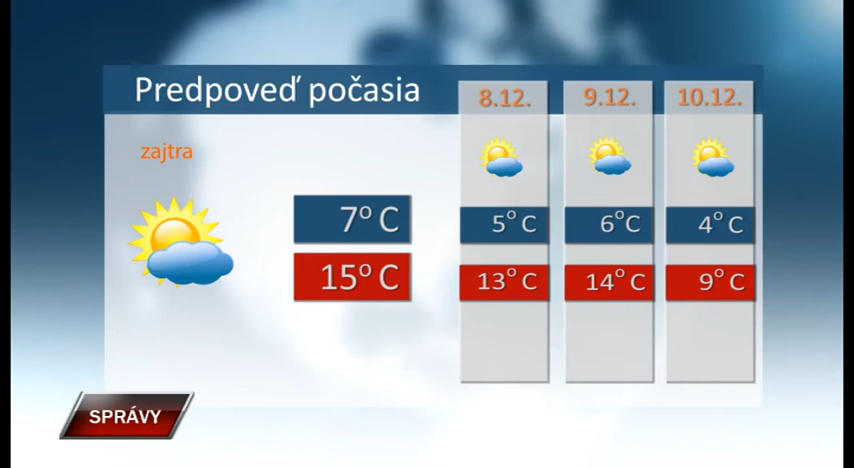 Predpoveď počasia
zajtra
7° C
15° C
8.12.
5° C
13° C
9.12.
6°C
14° C
10.12.
4° C
9° C
SPRÁVY